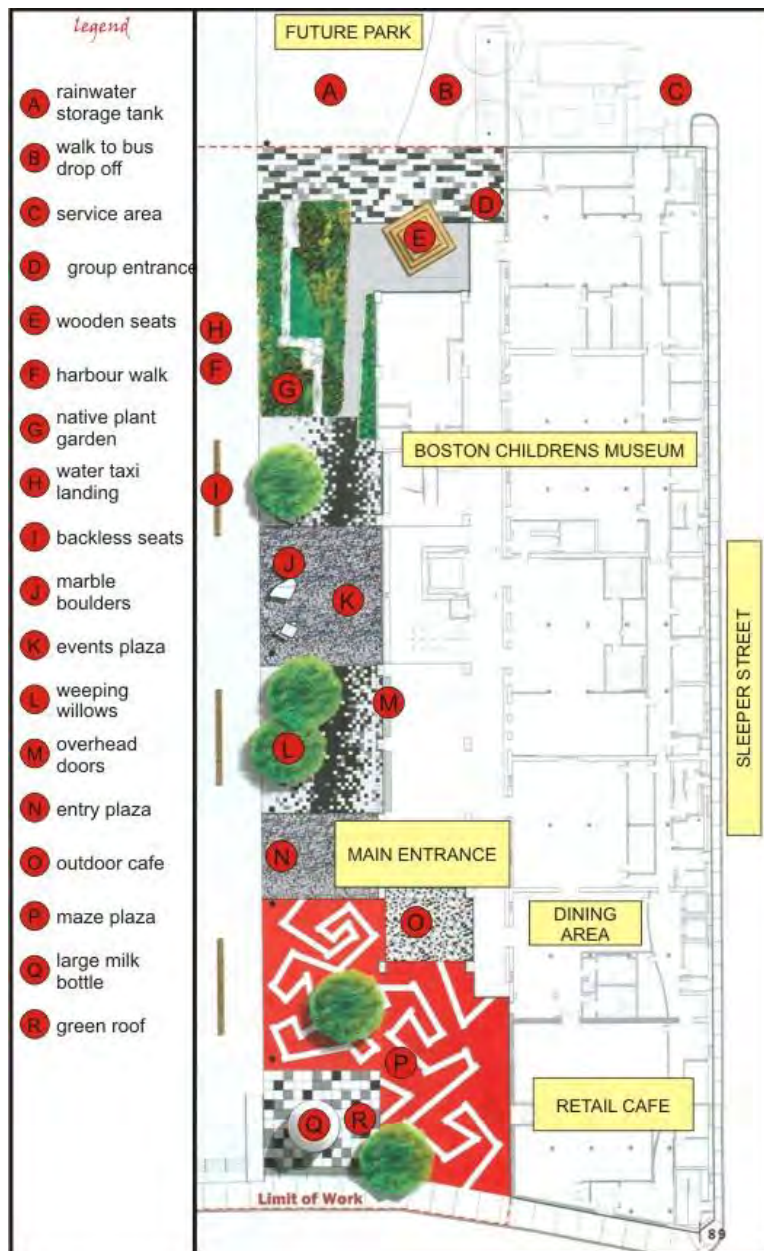 legend
A
rainwater
storage tank
B
walk to bus
drop off
C
service area
D
group entrance
E
wooden seats
F
harbour walk
G
native plant
garden
H
water taxi
landing
I
backless seats
J
marble
boulders
K
events plaza
L
weeping
willows
M
overhead
doors
N
entry plaza
O
outdoor cafe
P
maze plaza
Q
large milk
bottle
R
green roof
FUTURE PARK
A
B
C
D
E
H
F
G
BOSTON CHILDRENS MUSEUM
I
J
K
SLEEPER STREET
M
L
N
MAIN ENTRANCE
O
DINING
AREA
P
RETAIL CAFE
Q
R
Limit of Work
89